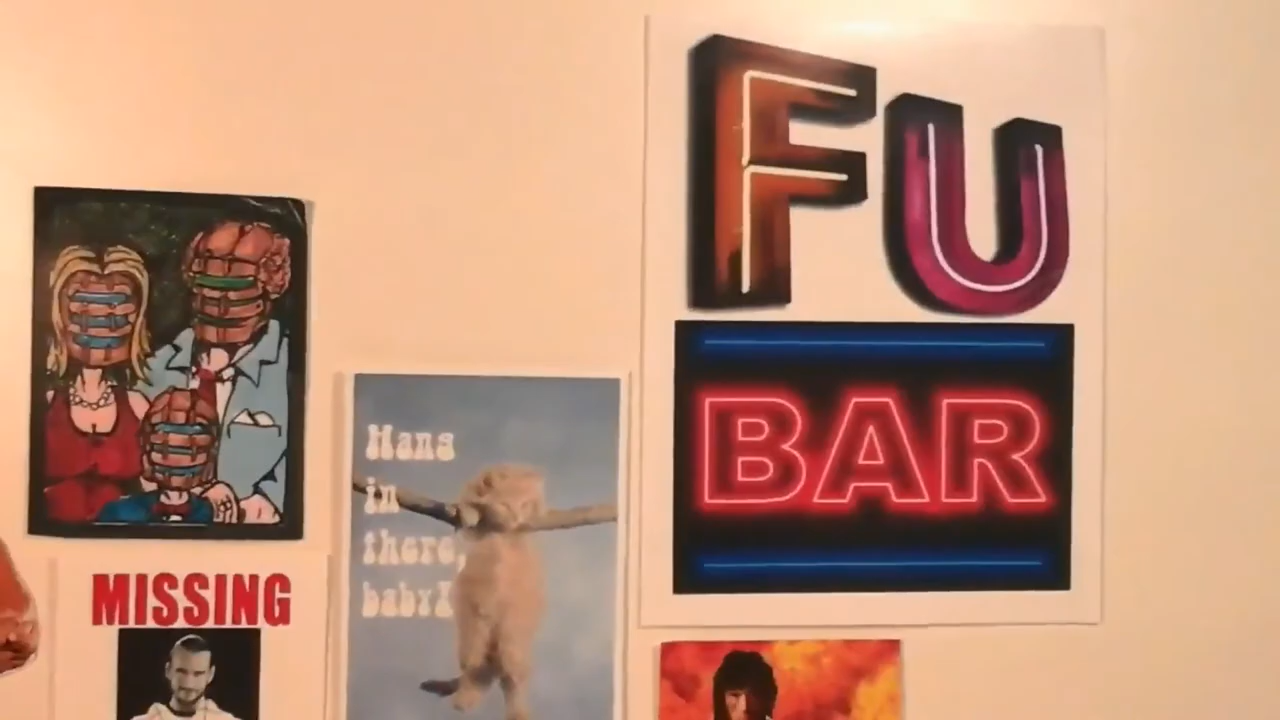 FU
BAR
Hang
in
there,
baby!
MISSING